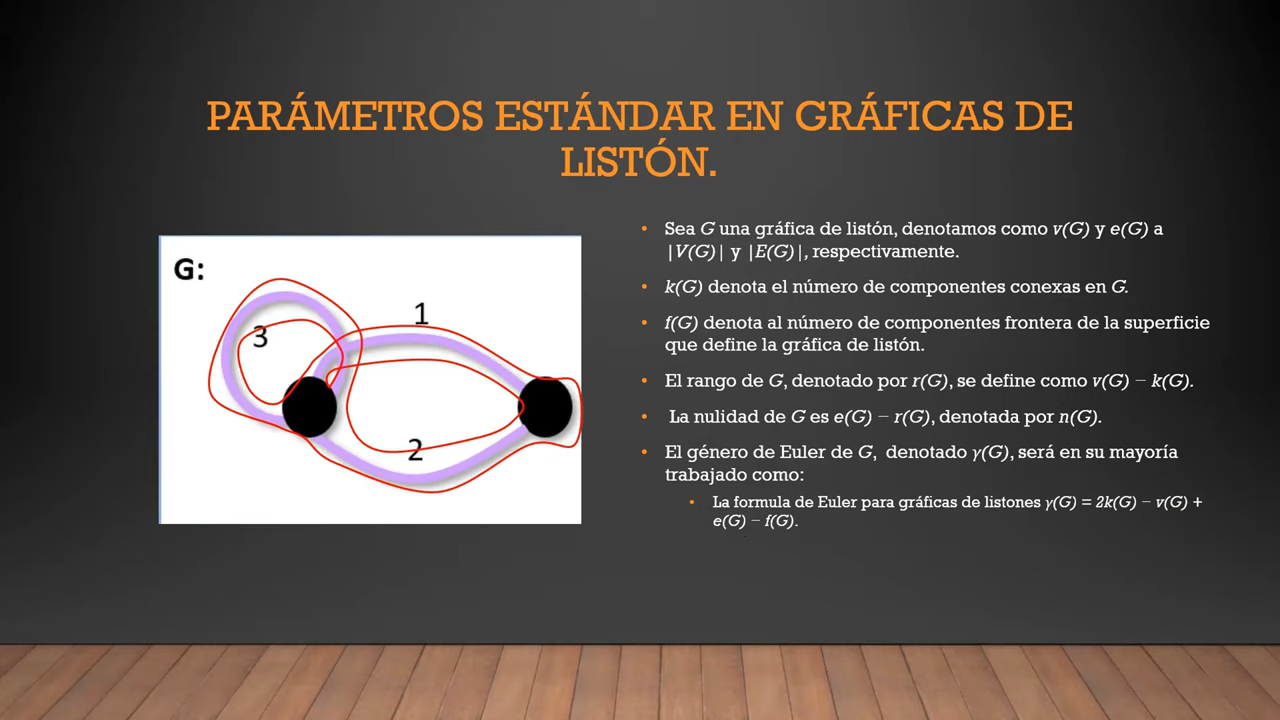 PARÁMETROS ESTÁNDAR EN GRÁFICAS DE
LISTÓN.
G:
1
3
2
• Sea G una gráfica de listón, denotamos como v(G) y e(G) a
|V(G)| y |E(G)|, respectivamente.
• k(G) denota el número de componentes conexas en G.
• f(G) denota al número de componentes frontera de la superficie
que define la gráfica de listón.
• El rango de G, denotado por r(G), se define como v(G) − k(G).
• La nulidad de G es e(G) − r(G), denotada por n(G).
• El género de Euler de G, denotado γ(G), será en su mayoría
trabajado como:
• La formula de Euler para gráficas de listones γ(G) = 2k(G) − v(G) +
e(G) − f(G).